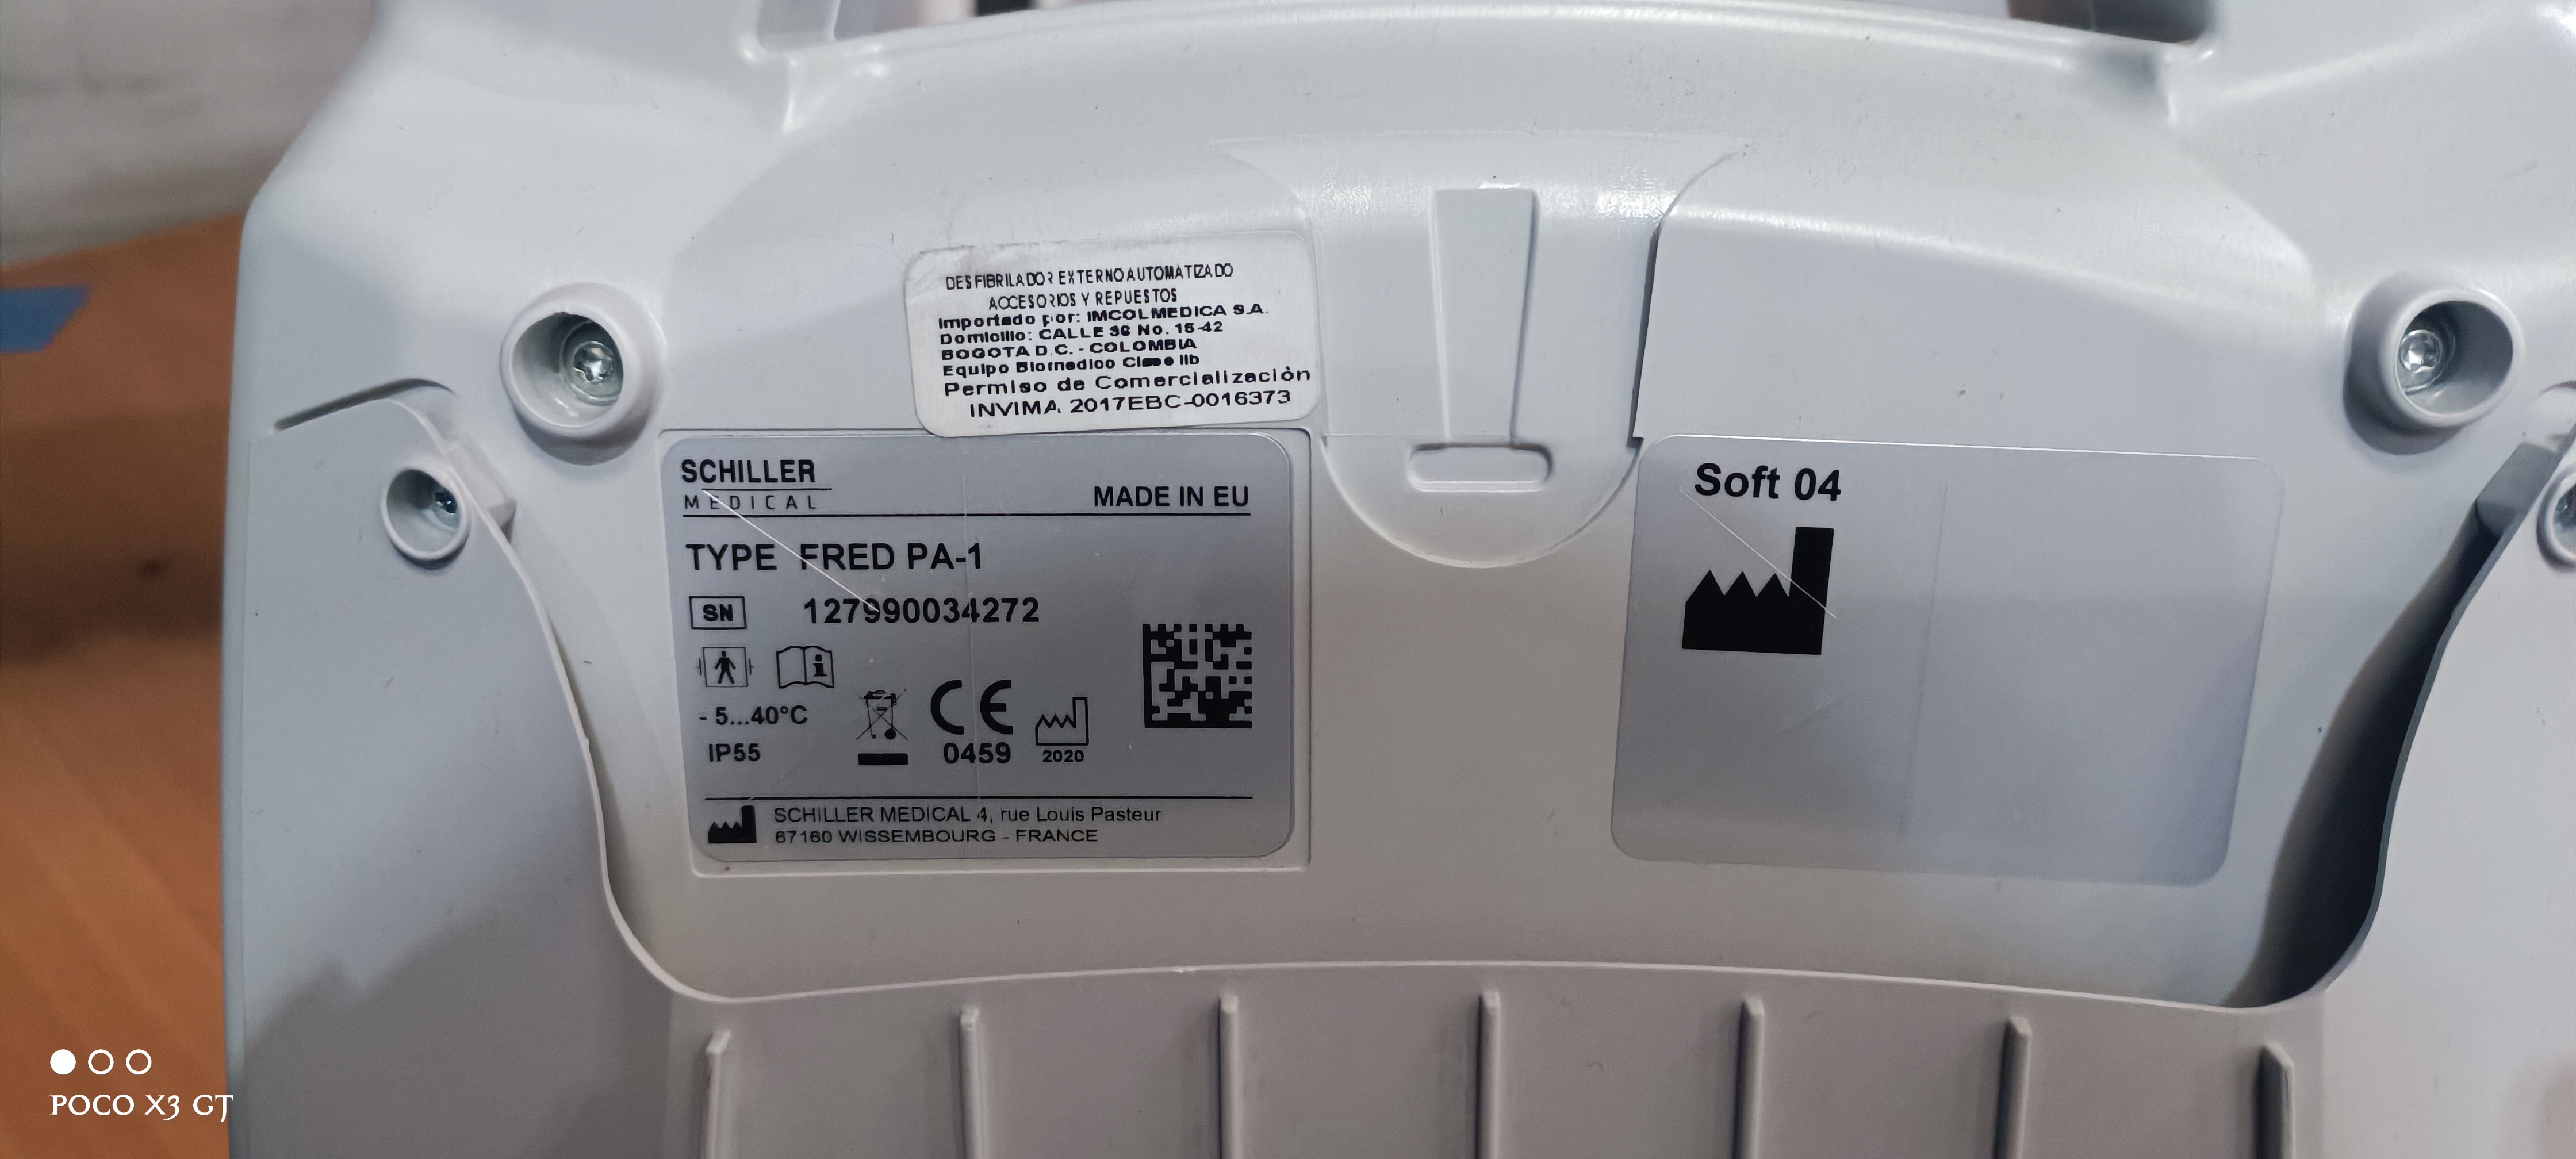 DESFIBRILADOR EXTERNO AUTOMATIZADO
ACCESORIOS Y REPUESTOS
Importado por: IMCOLMEDICA S.A.
Domicilio: CALLE 36 No. 15-42
BOGOTA D.C. - COLOMBIA
Equipo Biomedico Clase IIb
Permiso de Comercialización
INVIMA 2017EBC-0016373
SCHILLER
MEDICAL
MADE IN EU
TYPE FRED PA-1
SN 127990034272
- 5...40°C
IP55
CE
0459
2020
SCHILLER MEDICAL 4, rue Louis Pasteur
67160 WISSEMBOURG - FRANCE
Soft 04
POCO X3 GT